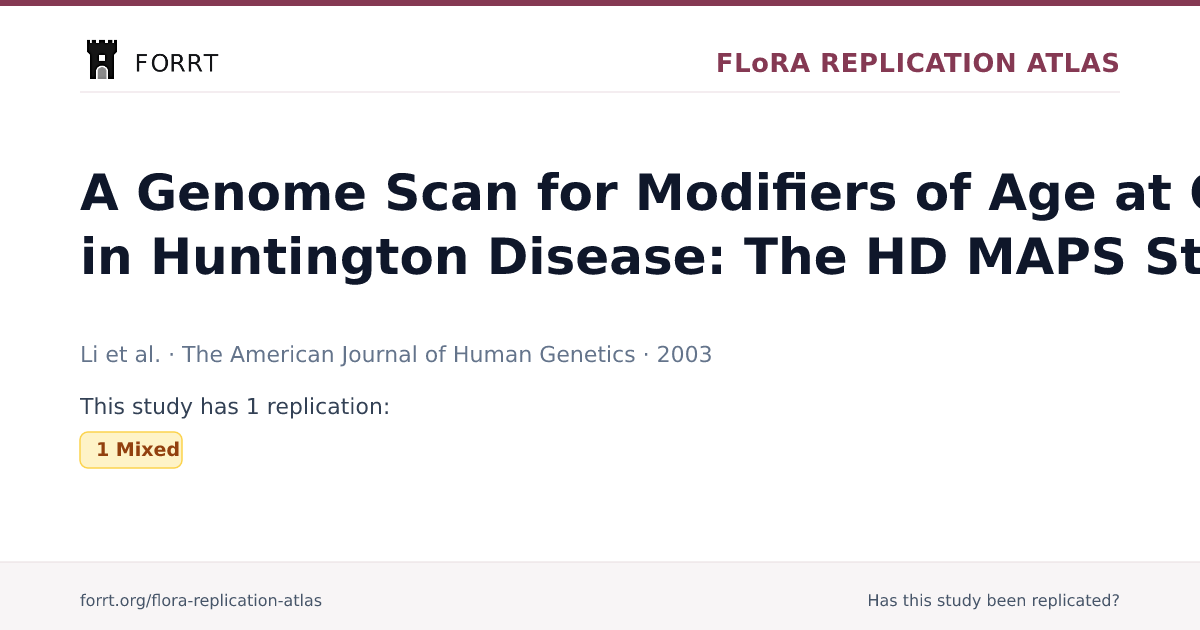 FORRT
FLoRA REPLICATION ATLAS
A Genome Scan for Modifiers of Age at
in Huntington Disease: The HD MAPS
Li et al. · The American Journal of Human Genetics · 2003
This study has 1 replication:
1 Mixed
forrt.org/flora-replication-atlas
Has this study been replicated?